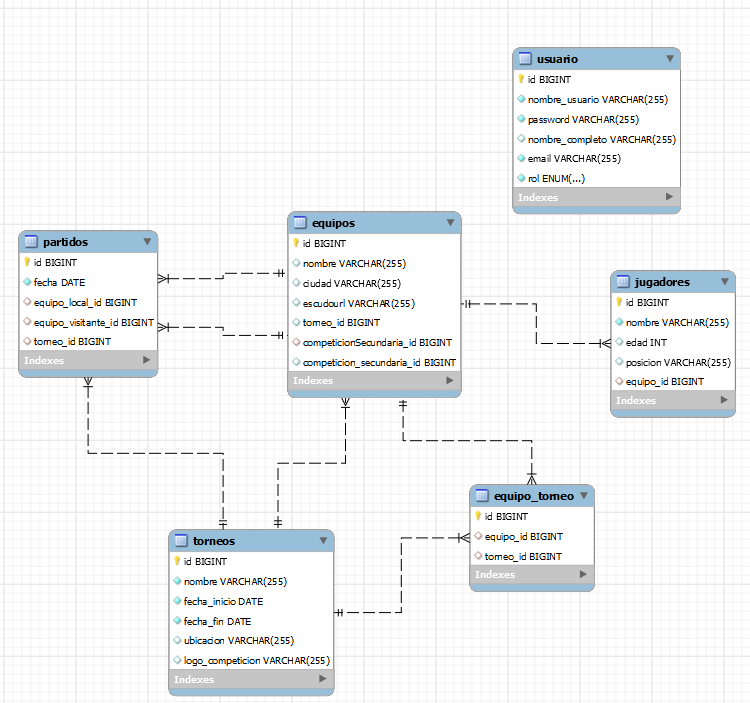 usuario
id BIGINT
nombre_usuario VARCHAR(255)
password VARCHAR(255)
nombre_completo VARCHAR(255)
email VARCHAR(255)
rol ENUM(...)
Indexes
equipos
id BIGINT
nombre VARCHAR(255)
ciudad VARCHAR(255)
escudourl VARCHAR(255)
torneo_id BIGINT
competicionSecundaria_id BIGINT
competicion_secundaria_id BIGINT
Indexes
partidos
id BIGINT
fecha DATE
equipo_local_id BIGINT
equipo_visitante_id BIGINT
torneo_id BIGINT
Indexes
jugadores
id BIGINT
nombre VARCHAR(255)
edad INT
posicion VARCHAR(255)
equipo_id BIGINT
Indexes
equipo_torneo
id BIGINT
equipo_id BIGINT
torneo_id BIGINT
Indexes
torneos
id BIGINT
nombre VARCHAR(255)
fecha_inicio DATE
fecha_fin DATE
ubicacion VARCHAR(255)
logo_competicion VARCHAR(255)
Indexes